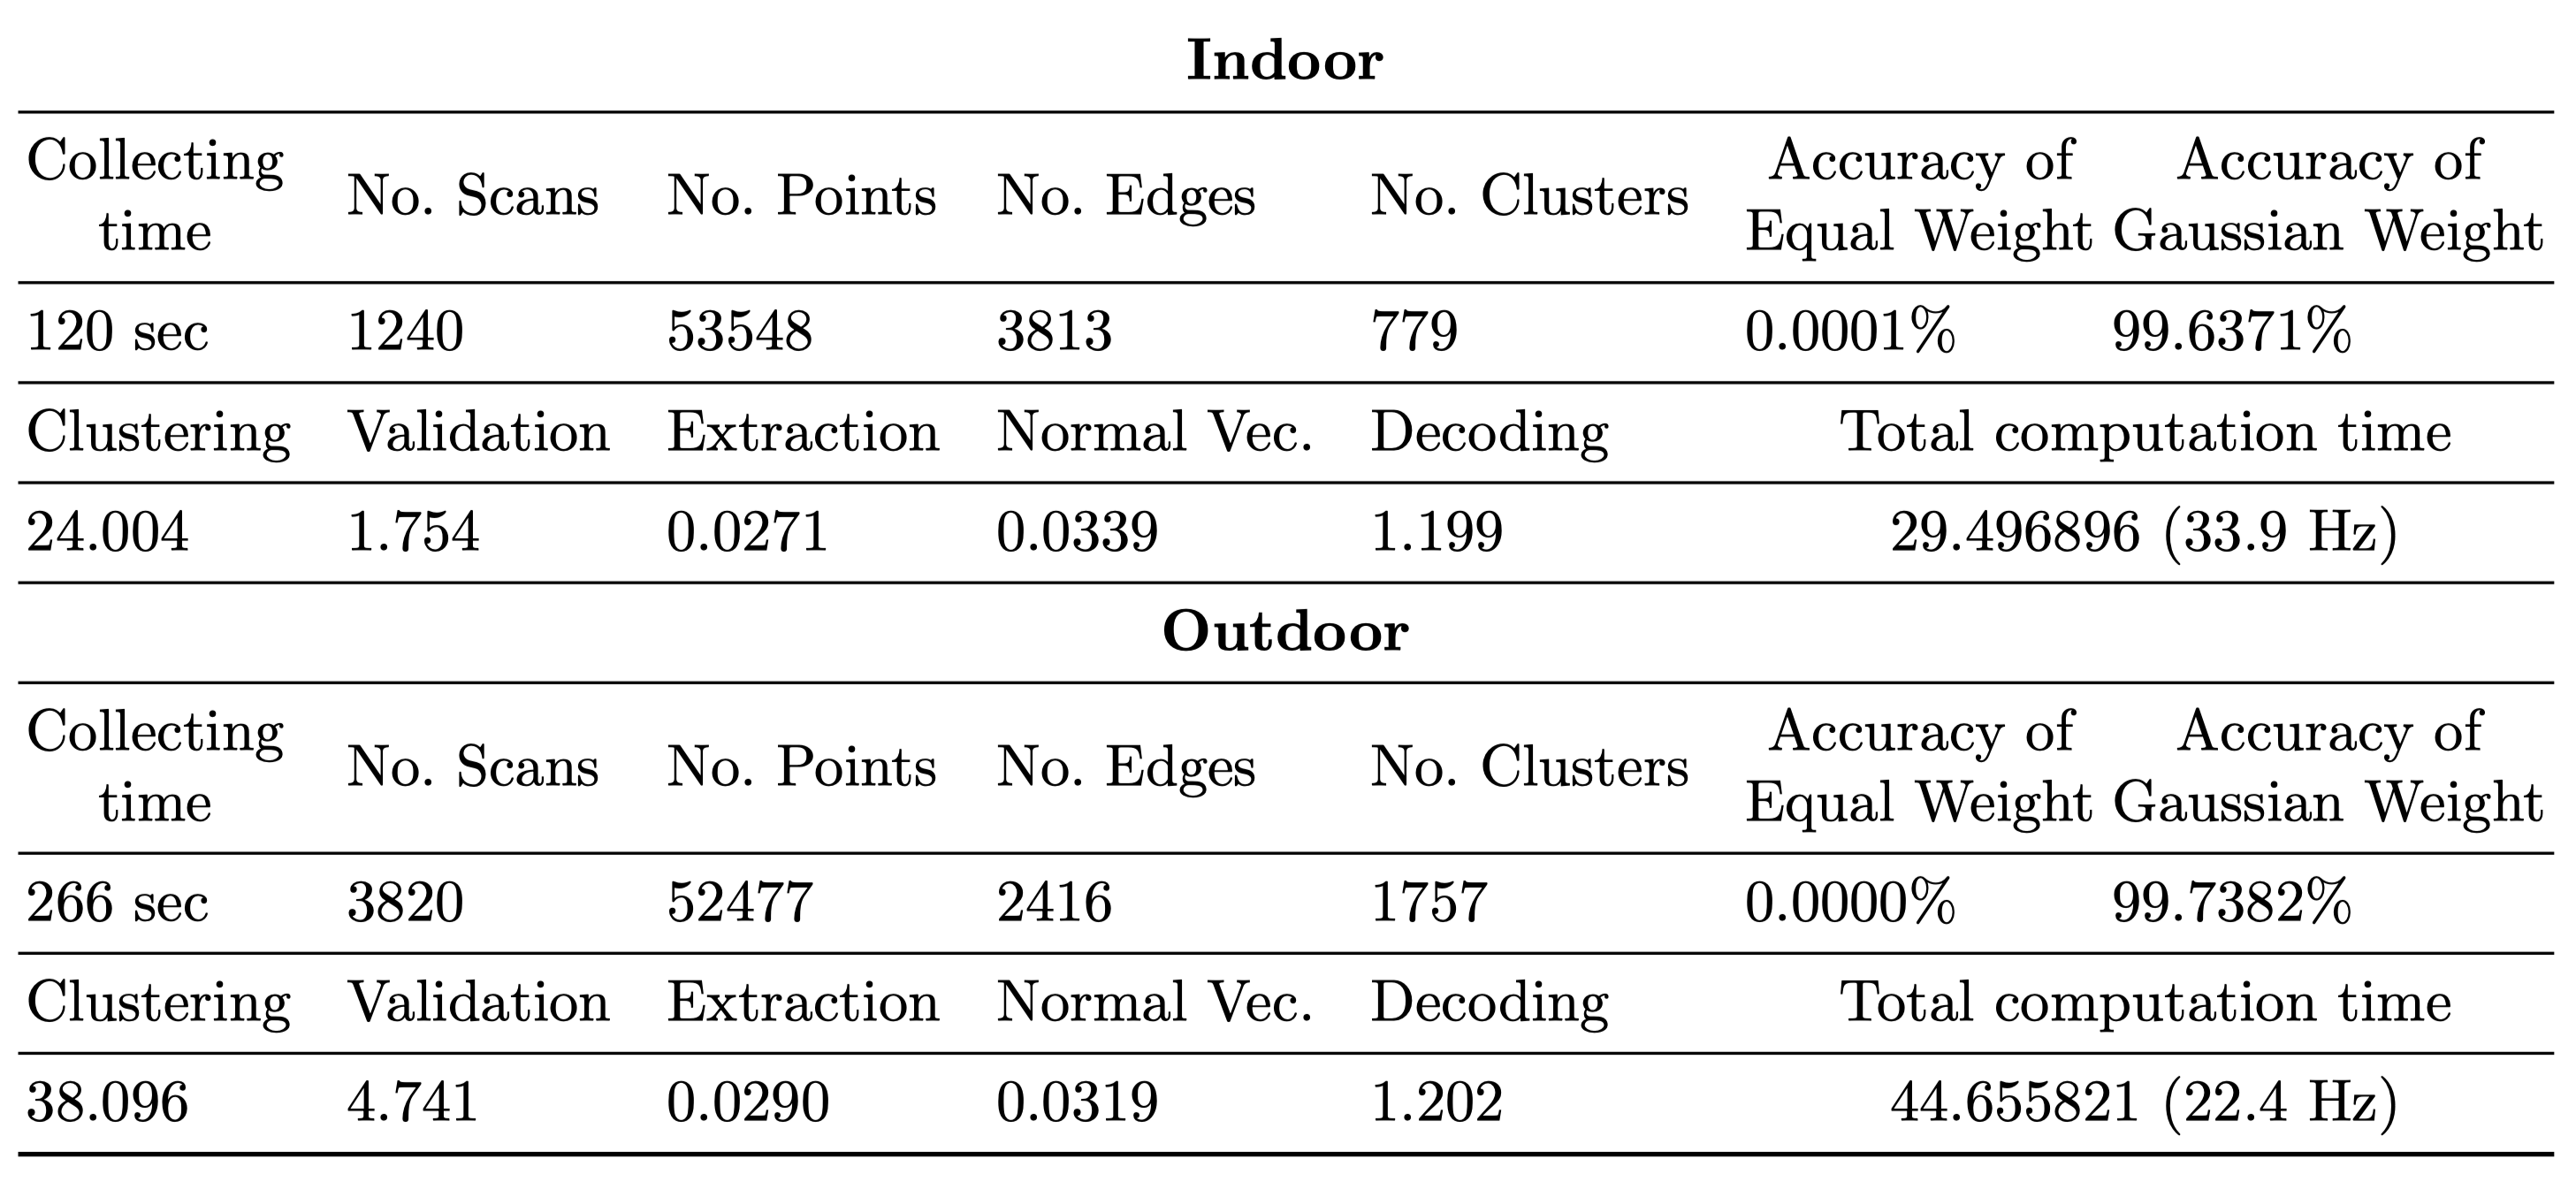 Indoor
Collecting time No. Scans No. Points No. Edges No. Clusters Accuracy of Equal Weight Accuracy of Gaussian Weight
120 sec 1240 53548 3813 779 0.0001% 99.6371%
Clustering Validation Extraction Normal Vec. Decoding Total computation time
24.004 1.754 0.0271 0.0339 1.199 29.496896 (33.9 Hz)
Outdoor
Collecting time No. Scans No. Points No. Edges No. Clusters Accuracy of Equal Weight Accuracy of Gaussian Weight
266 sec 3820 52477 2416 1757 0.0000% 99.7382%
Clustering Validation Extraction Normal Vec. Decoding Total computation time
38.096 4.741 0.0290 0.0319 1.202 44.655821 (22.4 Hz)